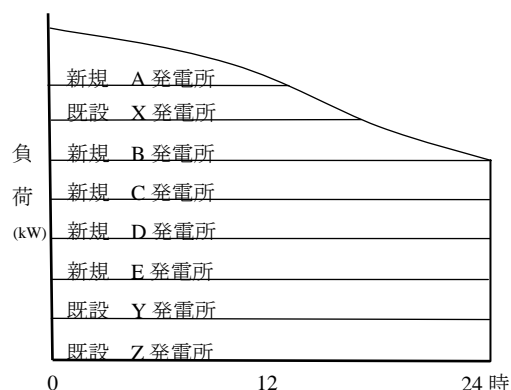 新規 A 発電所
既設 X 発電所
新規 B 発電所
新規 C 発電所
新規 D 発電所
新規 E 発電所
既設 Y 発電所
既設 Z 発電所
負
荷
(kW)
0 12 24 時